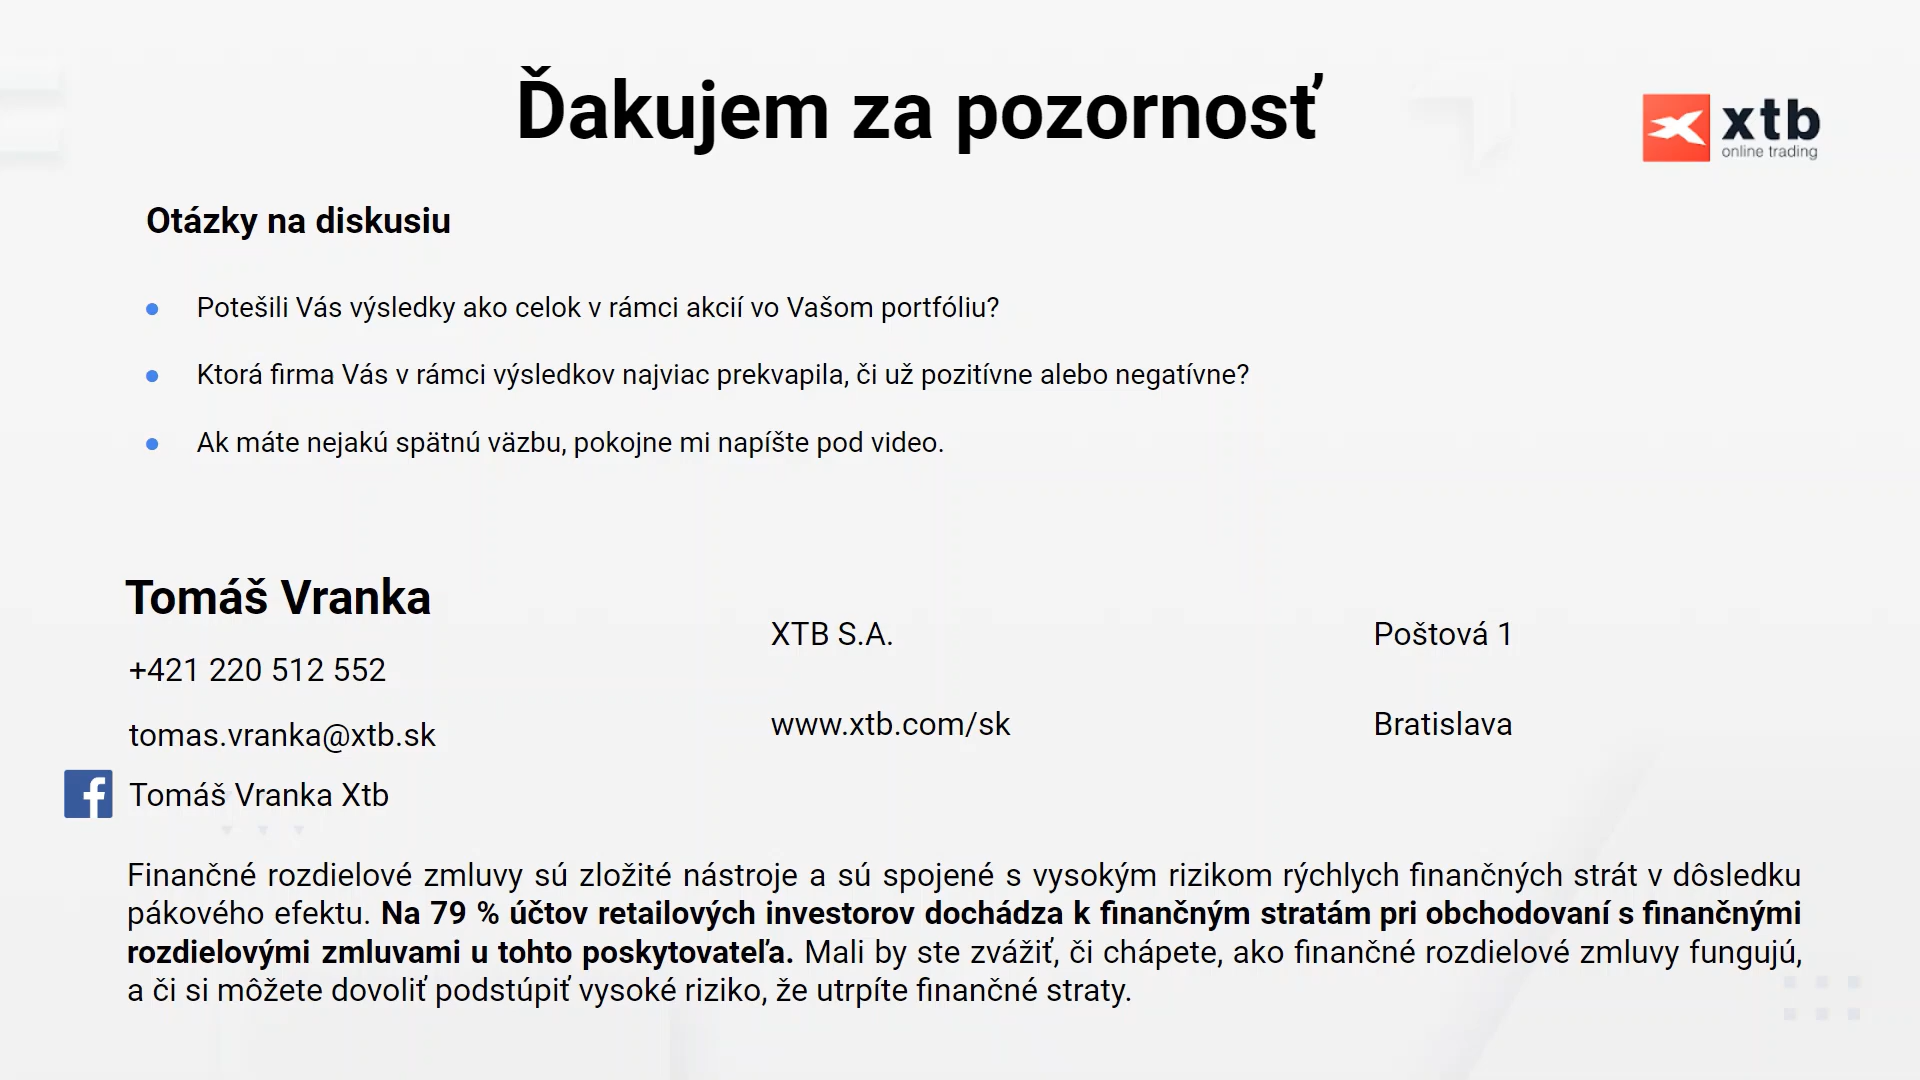 Ďakujem za pozornosť
xtb
online trading
Otázky na diskusiu
Potešili Vás výsledky ako celok v rámci akcií vo Vašom portfóliu?
Ktorá firma Vás v rámci výsledkov najviac prekvapila, či už pozitívne alebo negatívne?
Ak máte nejakú spätnú väzbu, pokojne mi napíšte pod video.
Tomáš Vranka
+421 220 512 552
tomas.vranka@xtb.sk
Tomáš Vranka Xtb
XTB S.A.
www.xtb.com/sk
Poštová 1
Bratislava
Finančné rozdielové zmluvy sú zložité nástroje a sú spojené s vysokým rizikom rýchlych finančných strát v dôsledku
pákového efektu. Na 79 % účtov retailových investorov dochádza k finančným stratám pri obchodovaní s finančnými
rozdielovými zmluvami u tohto poskytovateľa. Mali by ste zvážiť, či chápete, ako finančné rozdielové zmluvy fungujú,
a či si môžete dovoliť podstúpiť vysoké riziko, že utrpíte finančné straty.